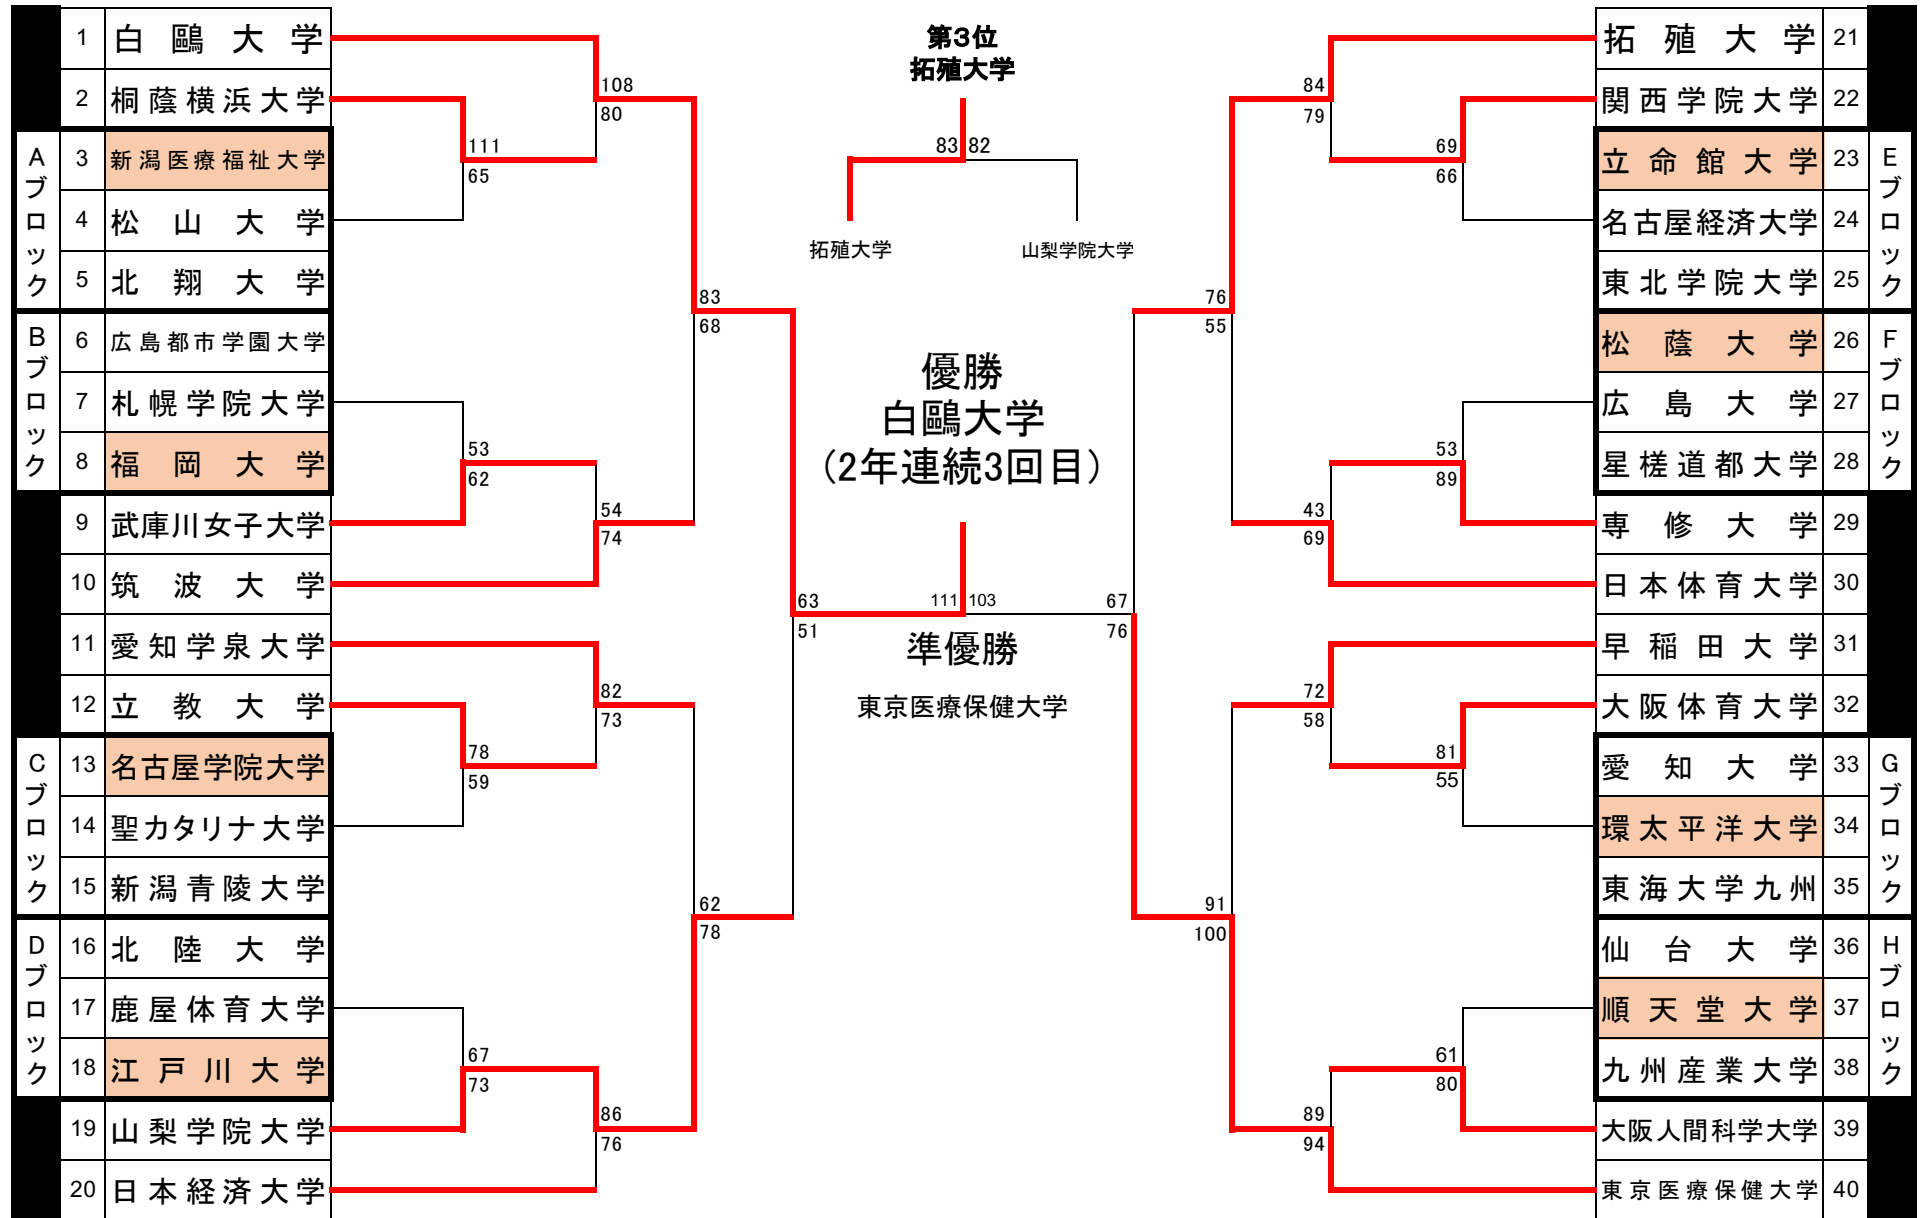 1 白鷗大学
2 桐蔭横浜大学
Aブロック
3 新潟医療福祉大学
4 松山大学
5 北翔大学
Bブロック
6 広島都市学園大学
7 札幌学院大学
8 福岡大学
9 武庫川女子大学
10 筑波大学
11 愛知学泉大学
12 立教大学
Cブロック
13 名古屋学院大学
14 聖カタリナ大学
15 新潟青陵大学
Dブロック
16 北陸大学
17 鹿屋体育大学
18 江戸川大学
19 山梨学院大学
20 日本経済大学
111
65
53
62
78
59
67
73
108
80
54
74
82
73
86
76
83
68
62
78
63
51
第3位
拓殖大学
83 82
拓殖大学
山梨学院大学
優勝
白鷗大学
(2年連続3回目)
111 103
準優勝
東京医療保健大学
67
76
76
55
91
100
84
79
43
69
72
58
89
94
69
66
53
89
81
55
61
80
拓殖大学 21
関西学院大学 22
立命館大学 23
Eブロック
名古屋経済大学 24
東北学院大学 25
松蔭大学 26
Fブロック
広島大学 27
星槎道都大学 28
専修大学 29
日本体育大学 30
早稲田大学 31
大阪体育大学 32
愛知大学 33
Gブロック
環太平洋大学 34
東海大学九州 35
仙台大学 36
Hブロック
順天堂大学 37
九州産業大学 38
大阪人間科学大学 39
東京医療保健大学 40